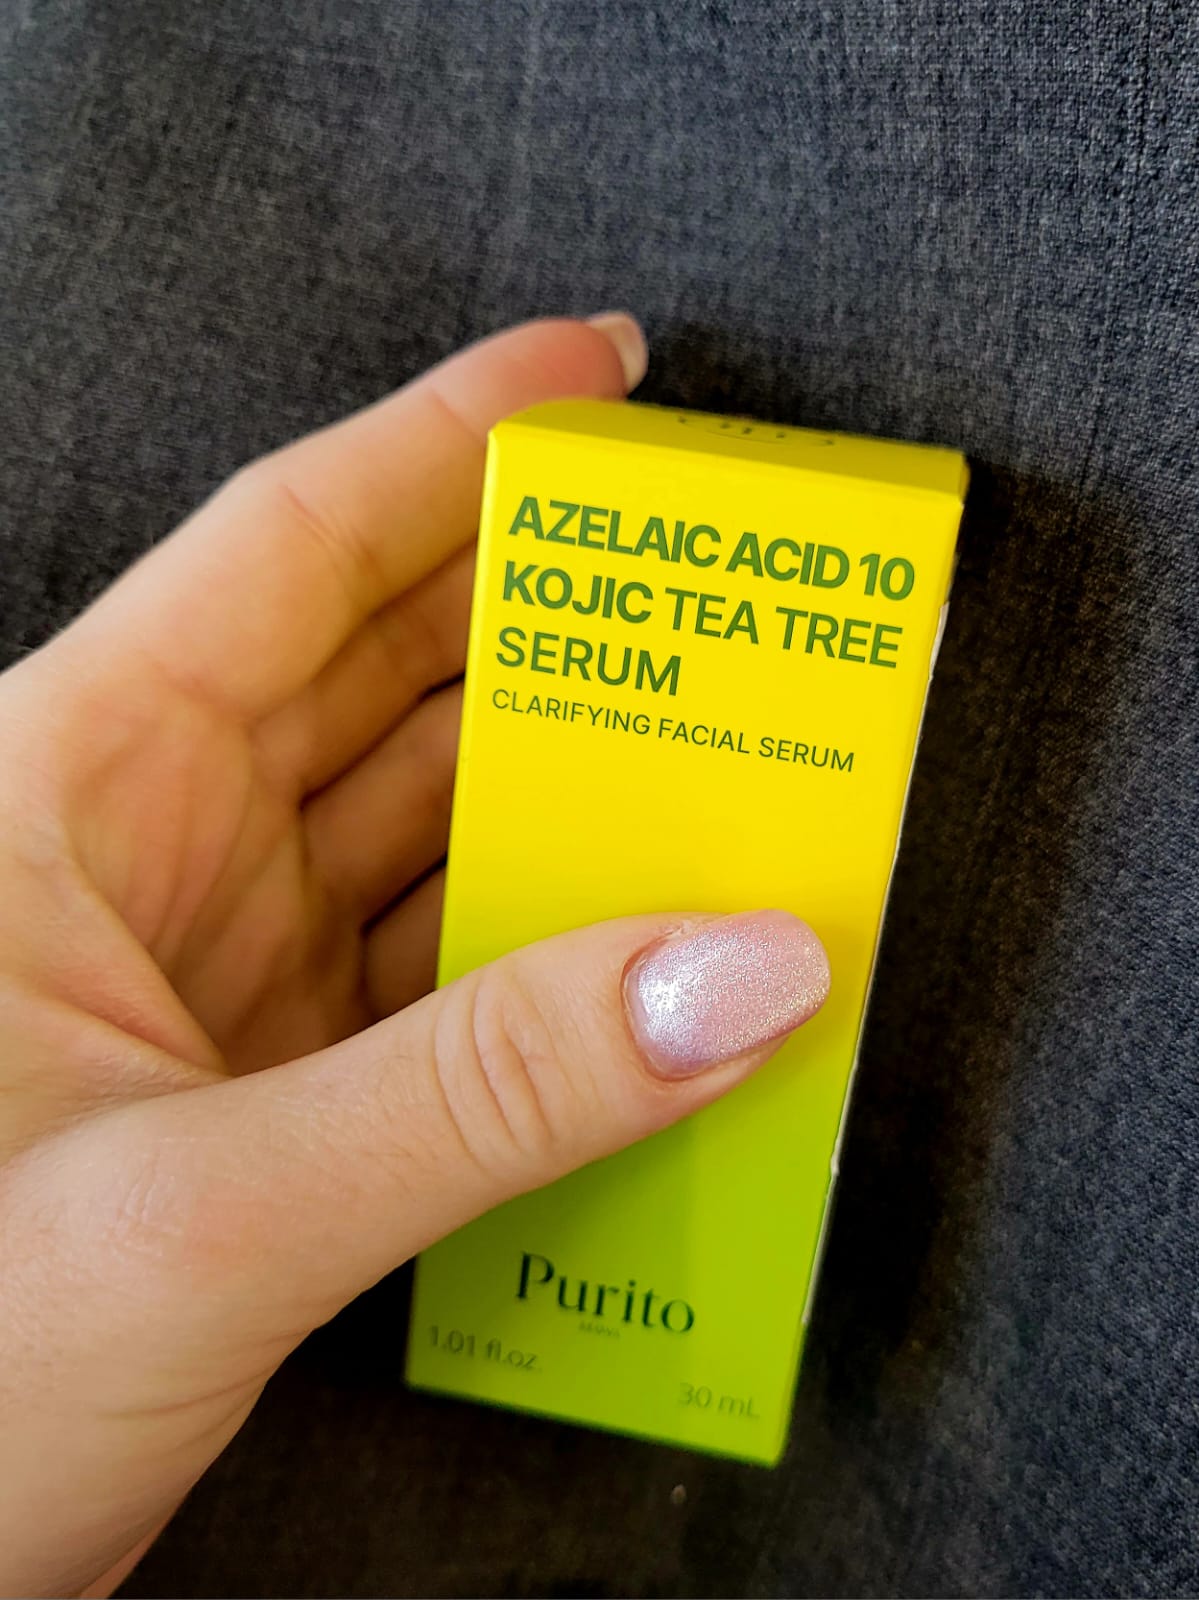 AZELAIC ACID 10
KOJIC TEA TREE
SERUM
CLARIFYING FACIAL SERUM
Purito
1.01 fl.oz.
30 mL